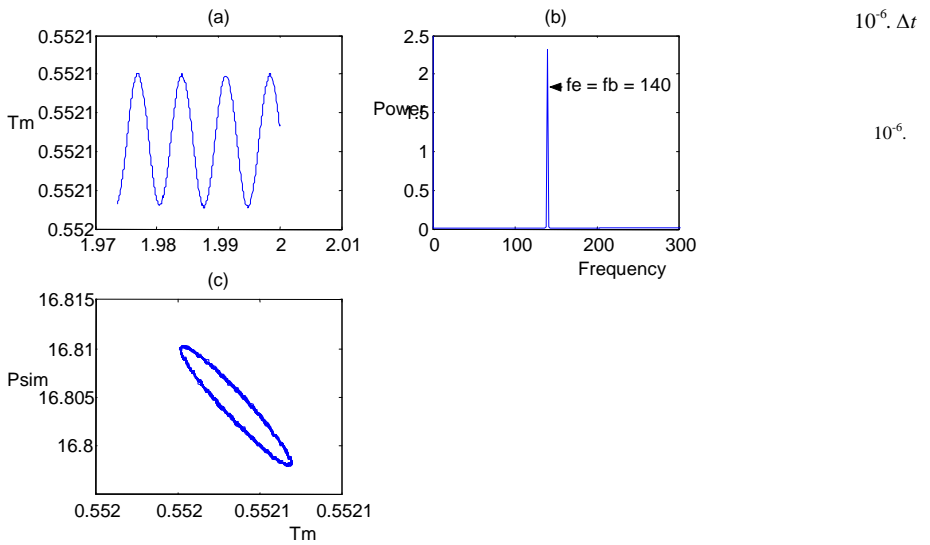 (a)
0.5521
0.5521
0.5521
Tm
0.5521
0.5521
0.552
1.97 1.98 1.99 2 2.01
(b)
2.5
2
Power
1.5
1
0.5
0
fe = fb = 140
0 100 200 300
Frequency
10⁻⁶. Δt
10⁻⁶.
(c)
16.815
16.81
Psim
16.805
16.8
0.552 0.552 0.5521 0.5521
Tm